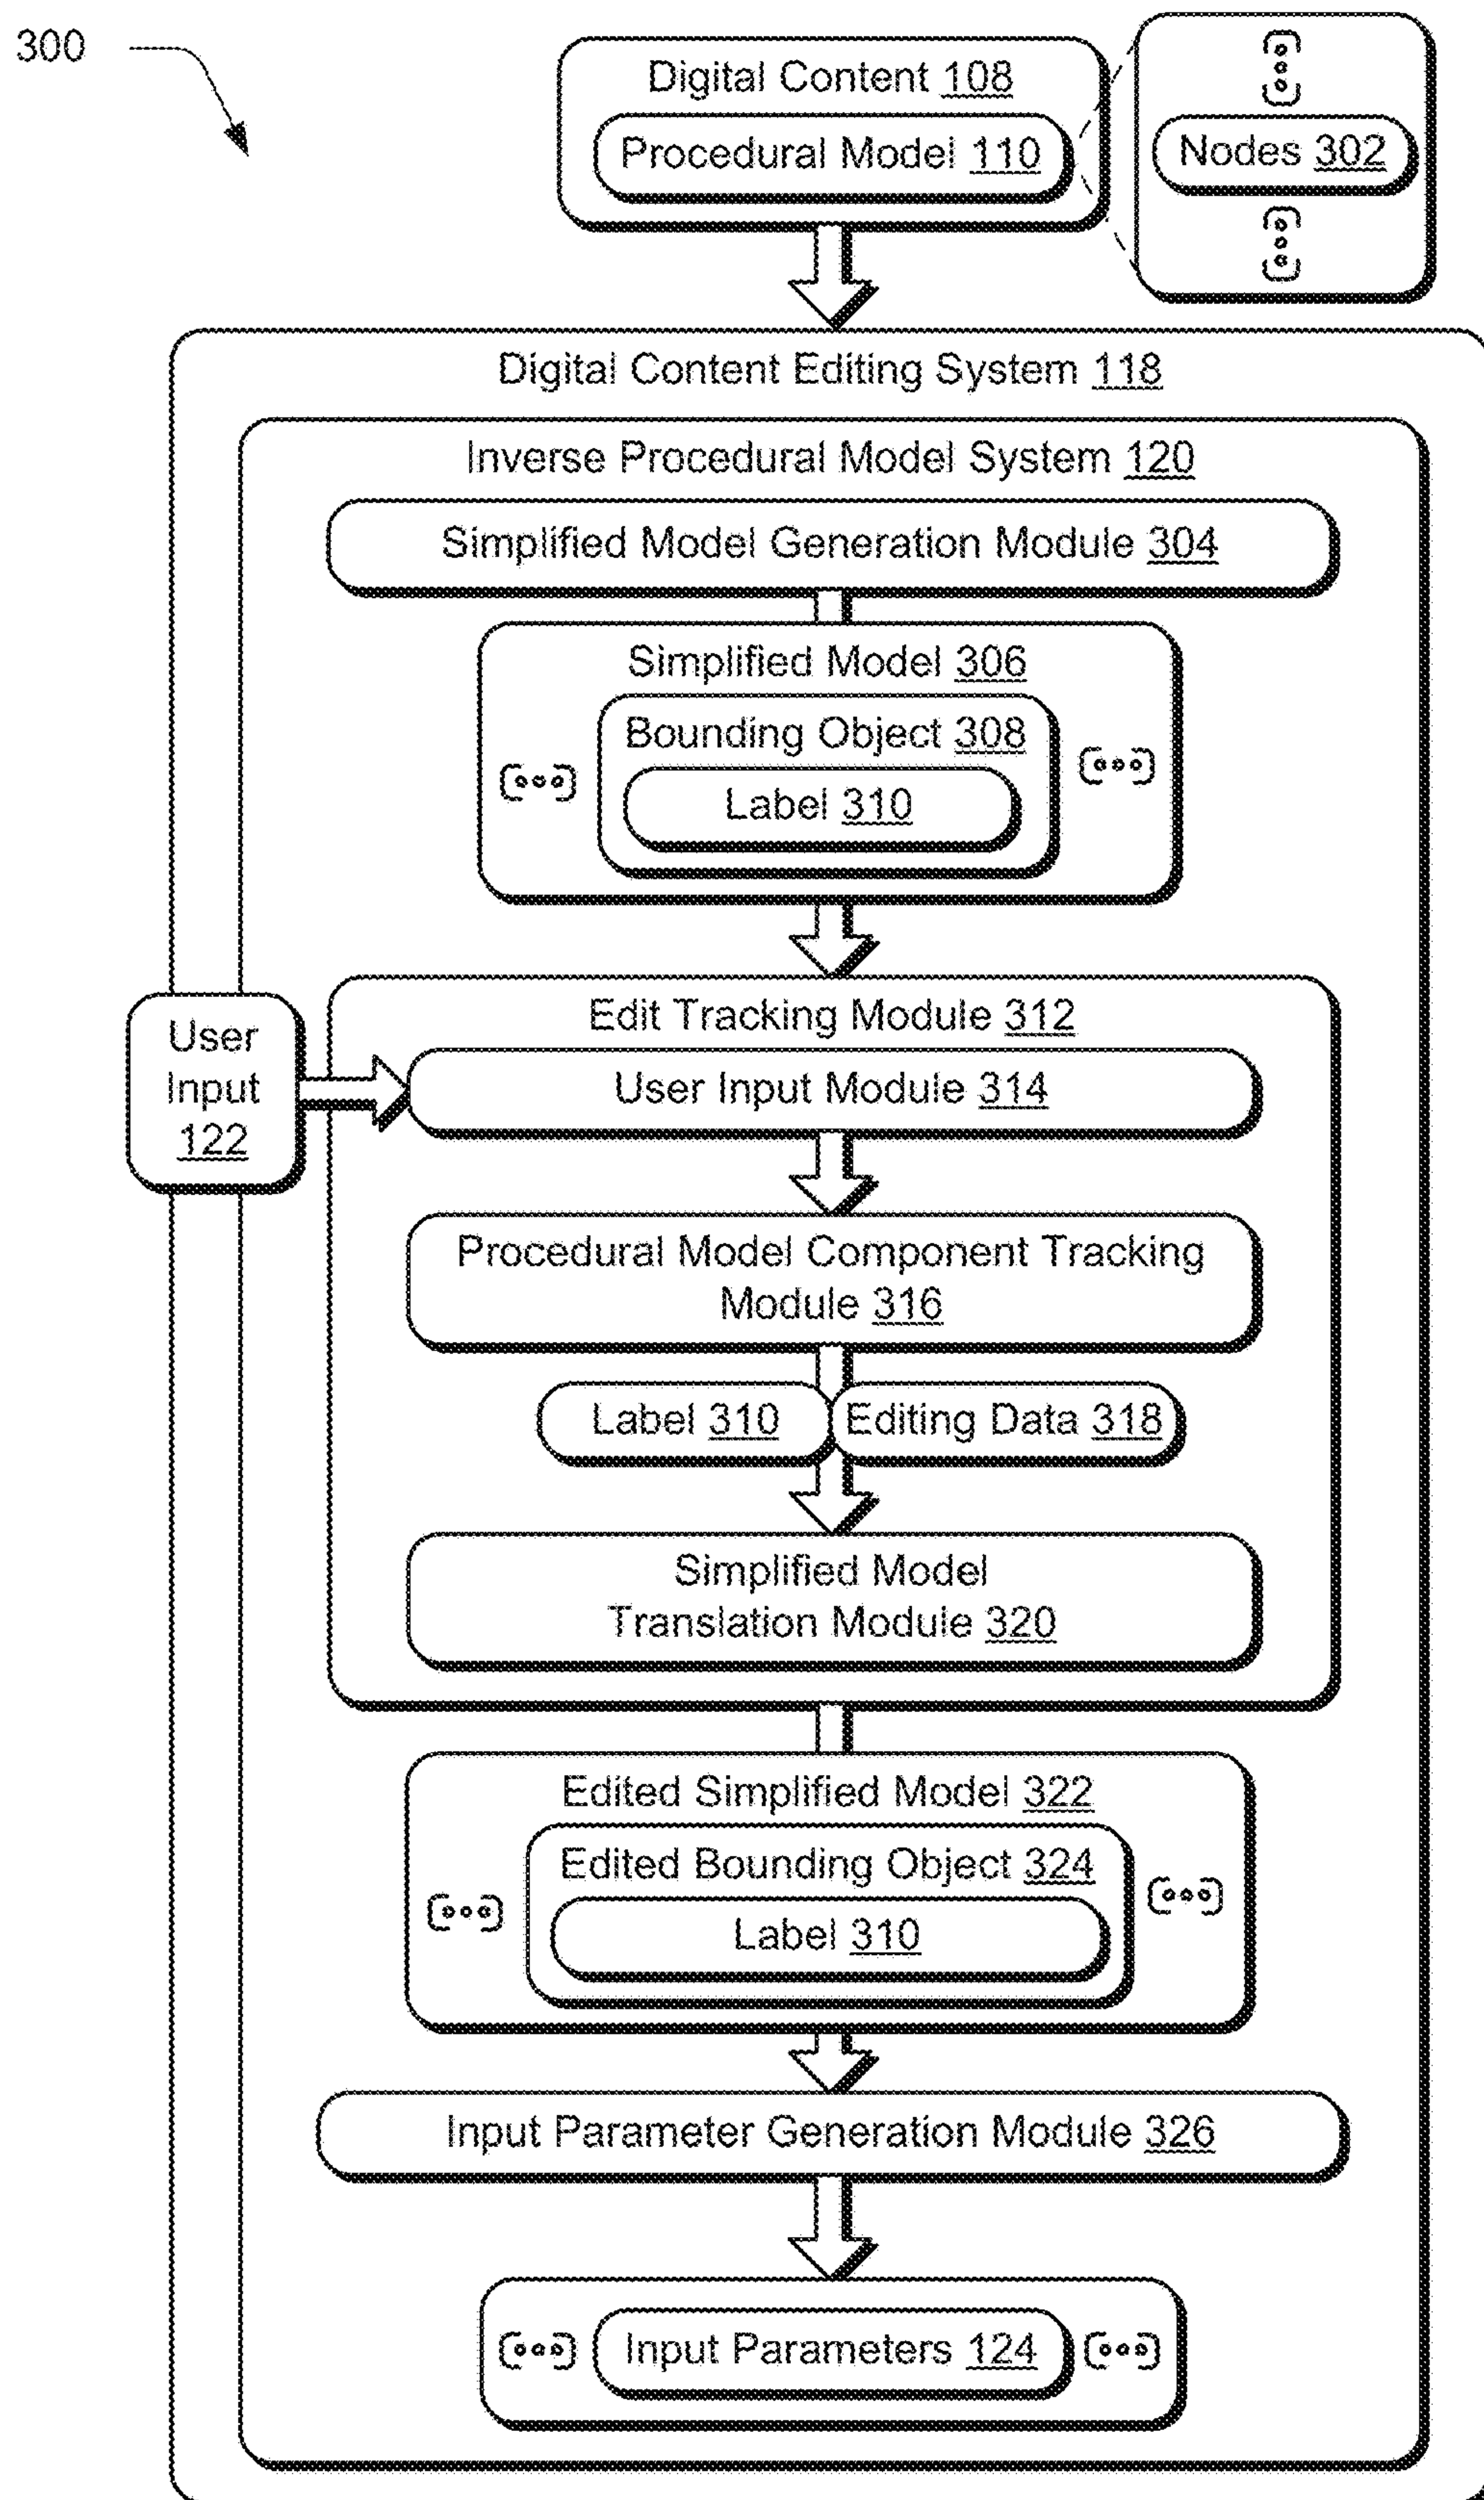 300
Digital Content 108
Procedural Model 110
Nodes 302
Digital Content Editing System 118
Inverse Procedural Model System 120
Simplified Model Generation Module 304
Simplified Model 306
Bounding Object 308
Label 310
Edit Tracking Module 312
User
Input
122
User Input Module 314
Procedural Model Component Tracking
Module 316
Label 310
Editing Data 318
Simplified Model
Translation Module 320
Edited Simplified Model 322
Edited Bounding Object 324
Label 310
Input Parameter Generation Module 326
Input Parameters 124